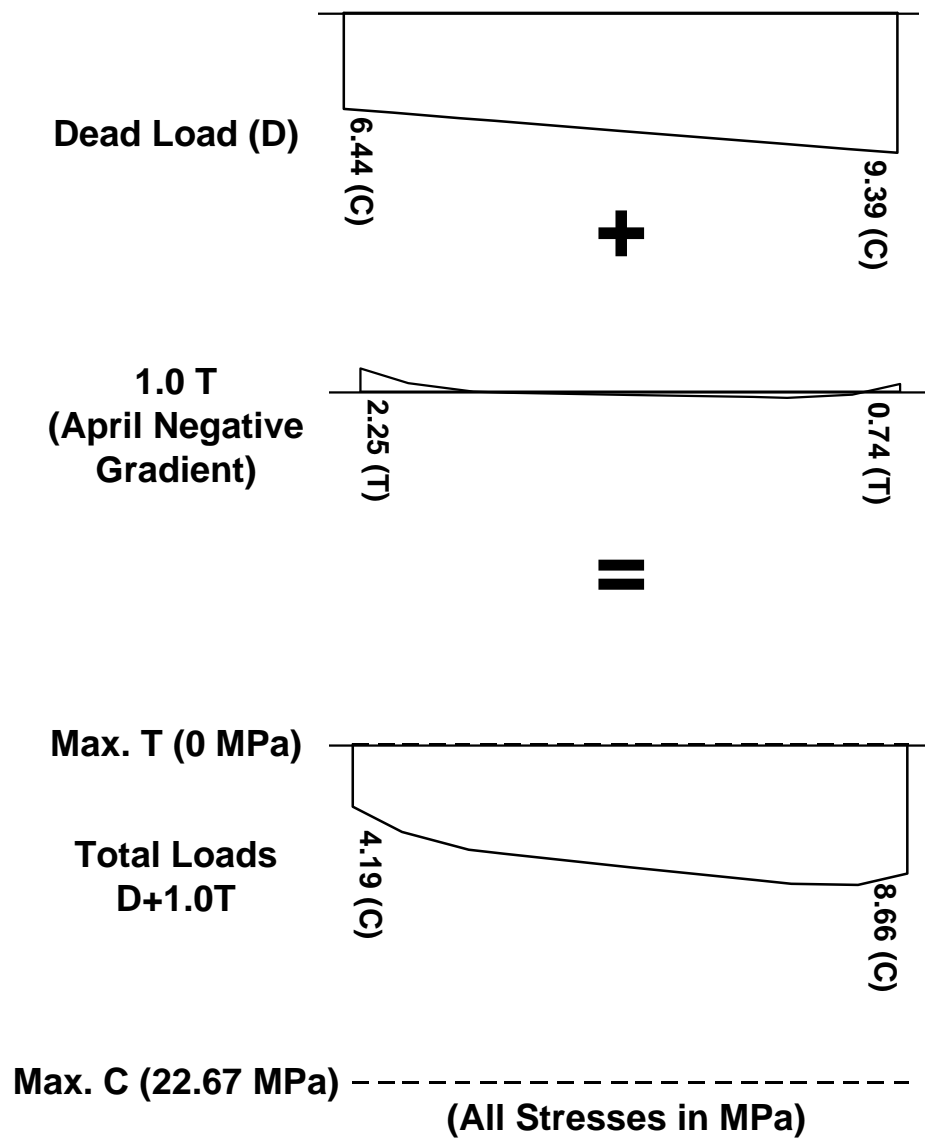 Dead Load (D)
6.44 (C)
9.39 (C)
+
1.0 T
(April Negative
Gradient)
2.25 (T)
0.74 (T)
=
Max. T (0 MPa)
Total Loads
D+1.0T
4.19 (C)
8.66 (C)
Max. C (22.67 MPa)
(All Stresses in MPa)